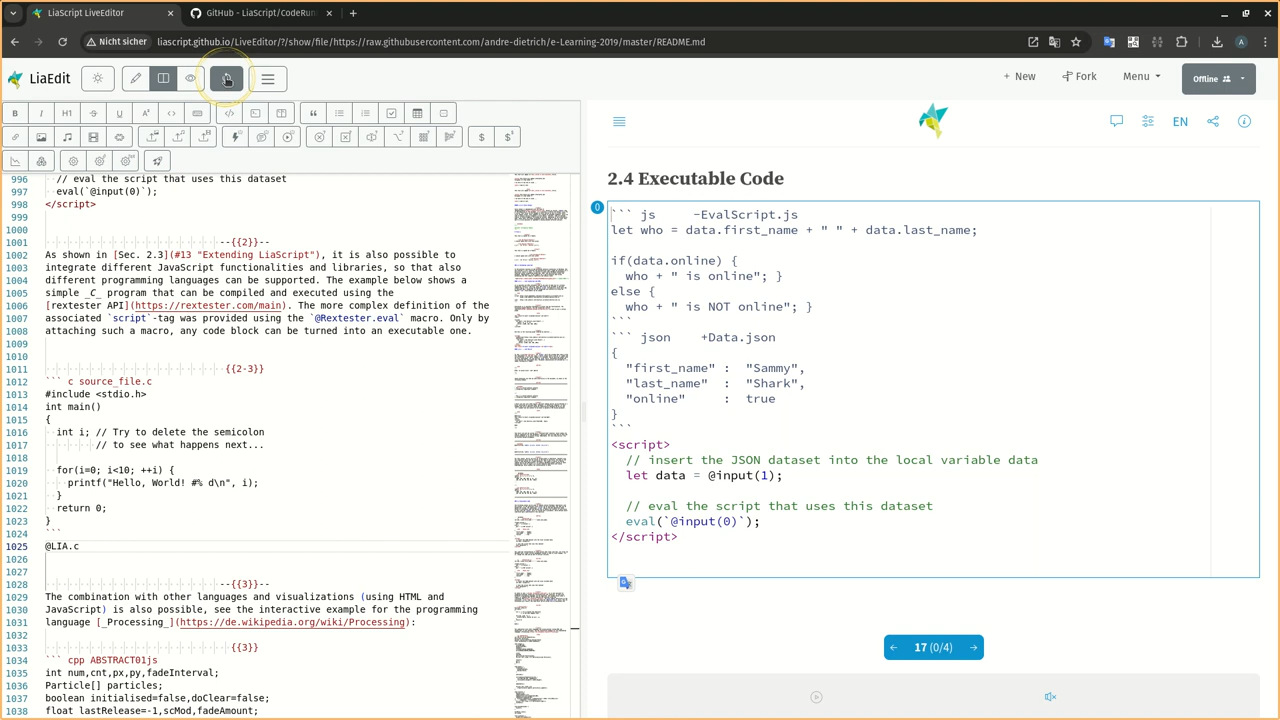 LiaScript LiveEditor
GitHub - LiaScript/CodeRun
Nicht sicher
liascript.github.io/LiveEditor/?/show/file/https://raw.githubusercontent.com/andre-dietrich/e-Learning-2019/master/README.md
LiaEdit
+ New
Fork
Menu
Offline
EN
996 // eval the script that uses this dataset
997 eval(`@input(0)`);
998 </script>
999
1000
1001 --{{2}}--
1002 As shown in [sec. 2.3](#13 "Extending LiaScript"), it is also possible to
1003 integrate different JavaScript functionalities and libraries, so that also
1004 different programming languages can be supported. The example below shows a
1005 simple C_ program that can be compiled and executed using the
1006 [Rextester API](https://rextester.com/main). The more complex definition of the
1007 associated `script`-tag was provided by the `@Rextester.eval` macro. Only by
1008 attaching such a macro, any code block can be turned into an executable one.
1009
1010
1011 {{2-3}}
1012 ``` C source_file.c
1013 #include <stdio.h>
1014 int main()
1015 {
1016 int i; // try to delete the semicolon
1017 // to see what happens next...
1018
1019 for(i=0; i<10; ++i) {
1020 printf("Hello, World! #% d\n", i);
1021 }
1022 return 0;
1023 }
1024 ```
1025 @LIA.c
1026
1027
1028 --{{3}}--
1029 The combination with other languages and visualizations (using HTML and
1030 JavaScript) is also possible, see therefore the example for the programming
1031 language [_Processing_](https://de.wikipedia.org/wiki/Processing):
1032
1033 {{3}}
1034 ``` cpp ABSTRACT01js
1035 int num,cnt,px,py,fadeInterval;
1036 Particle[] particles;
1037 boolean initialised=false,doClear=false;
1038 float lastRelease=-1,scMod,fadeAmount;
2.4 Executable Code
0
``` js -EvalScript.js
let who = data.first_name + " " + data.last_name;
if(data.online) {
who + " is online"; }
else {
who + " is NOT online"; }
```
``` json +Data.json
{
"first_name" : "Sammy",
"last_name" : "Shark",
"online" : true
}
```
<script>
// insert the JSON dataset into the local variable data
let data = @input(1);
// eval the script that uses this dataset
eval(`@input(0)`);
</script>
17 (0/4)